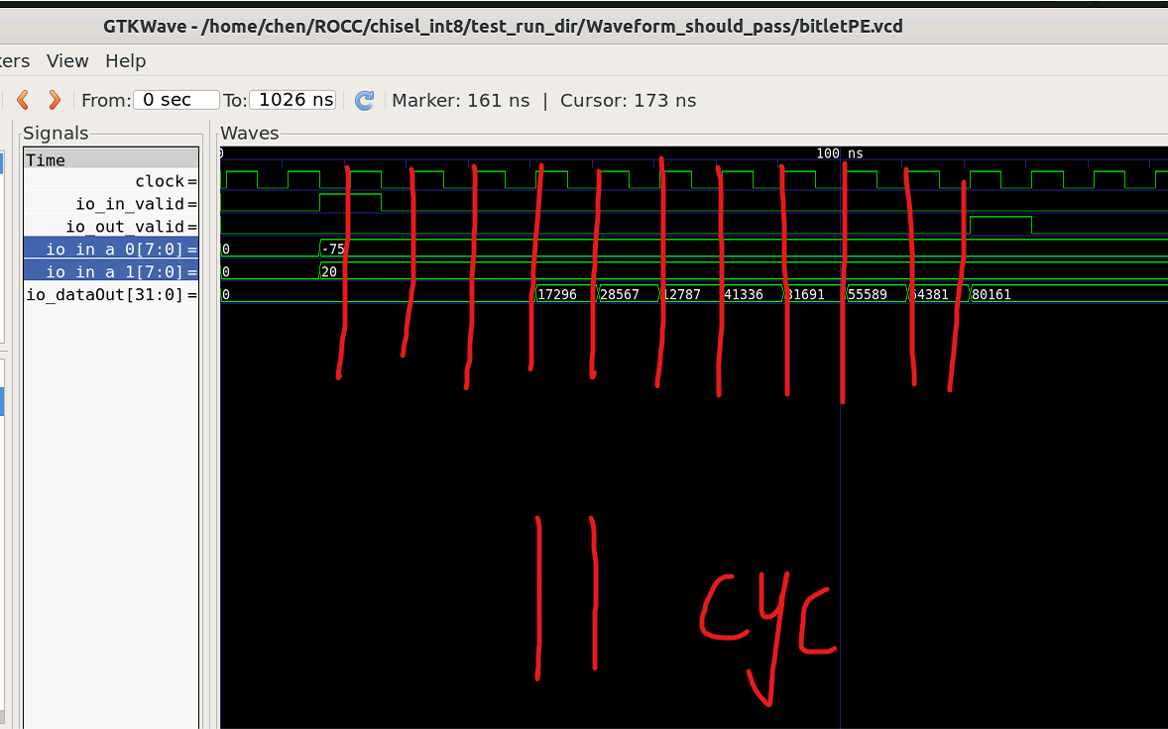 GTKWave - /home/chen/ROCC/chisel_int8/test_run_dir/Waveform_should_pass/bitletPE.vcd
kers View Help
From: 0 sec To: 1026 ns | Marker: 161 ns | Cursor: 173 ns
Signals Waves
Time 0 100 ns
clock=
io_in_valid=
io_out_valid=
io_in_a_0[7:0]= 0 -75
io_in_a_1[7:0]= 0 20
io_dataOut[31:0]= 0 17296 28567 12787 41336 31691 55589 64381 80161
11 cyc